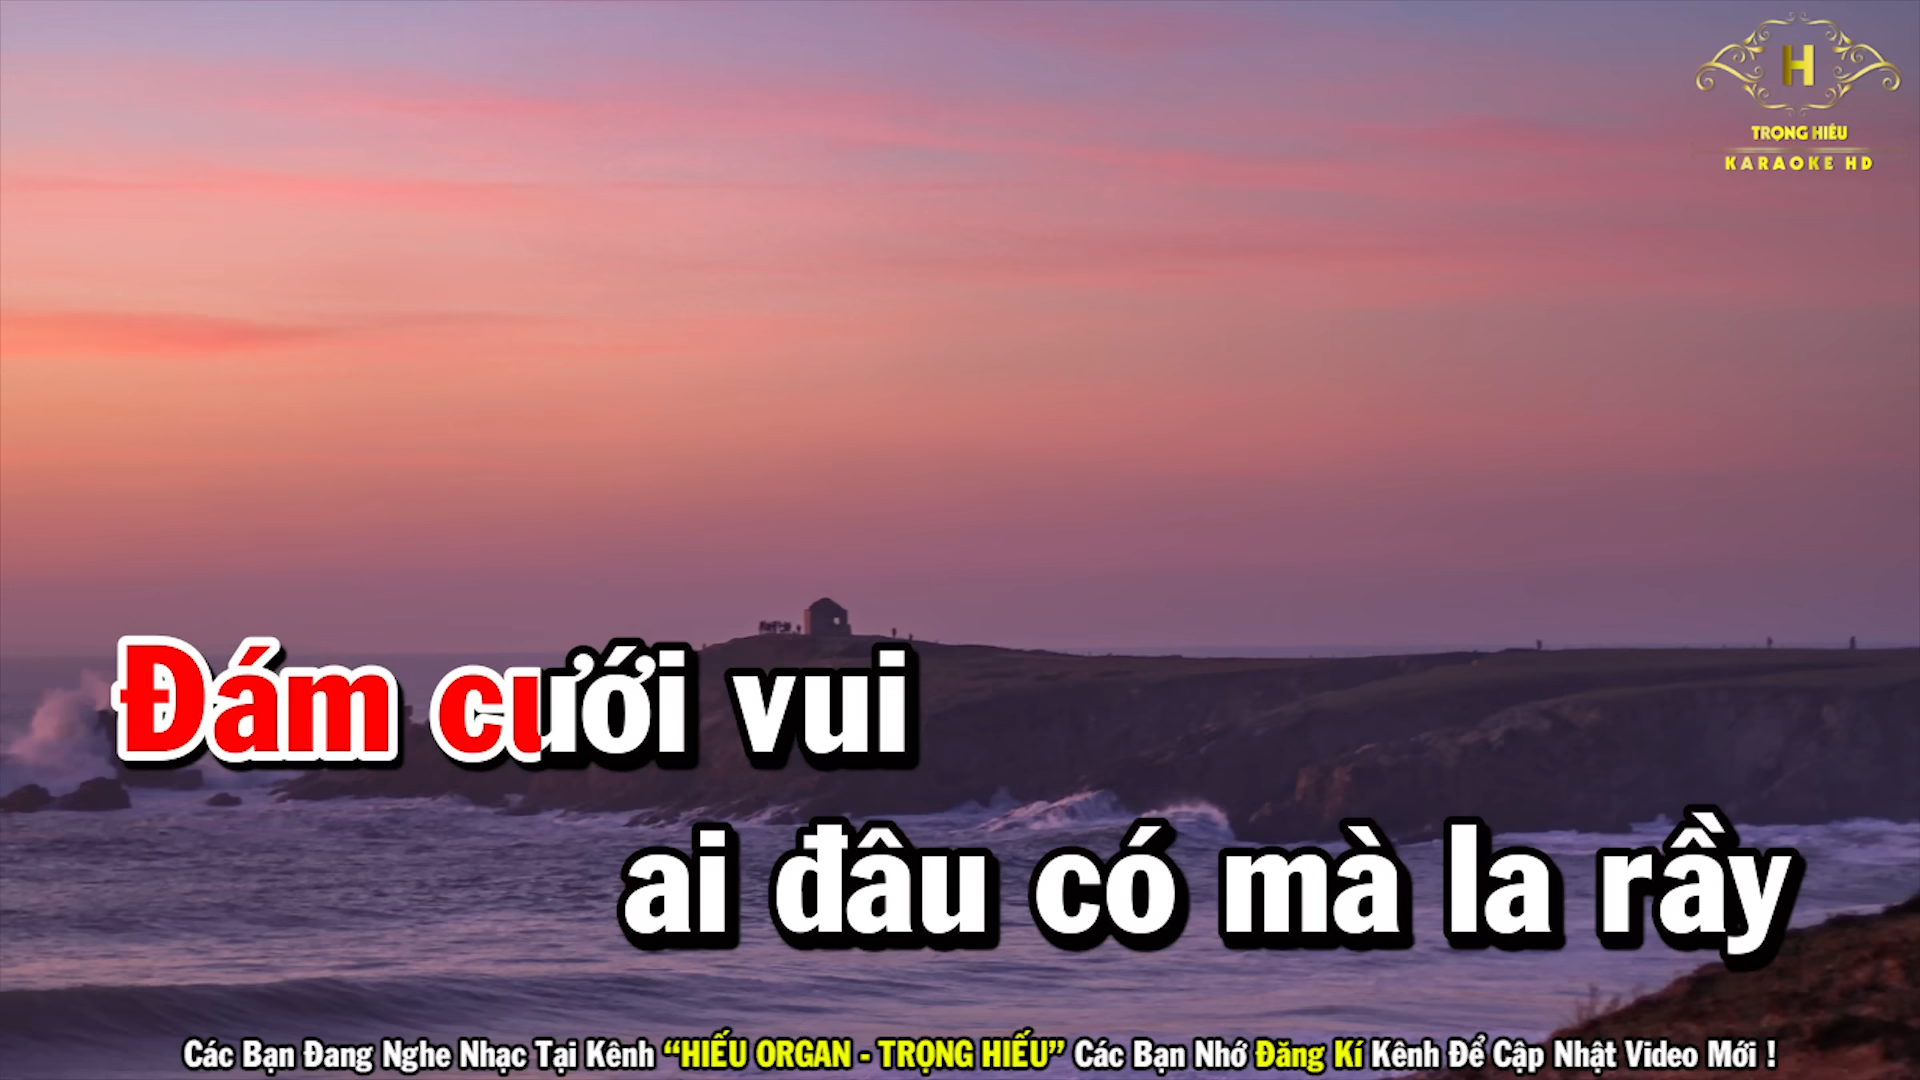 H
TRỌNG HIẾU
KARAOKE HD
Đám cưới vui
ai đâu có mà la rầy
Các Bạn Đang Nghe Nhạc Tại Kênh “HIẾU ORGAN - TRỌNG HIẾU” Các Bạn Nhớ Đăng Kí Kênh Để Cập Nhật Video Mới !